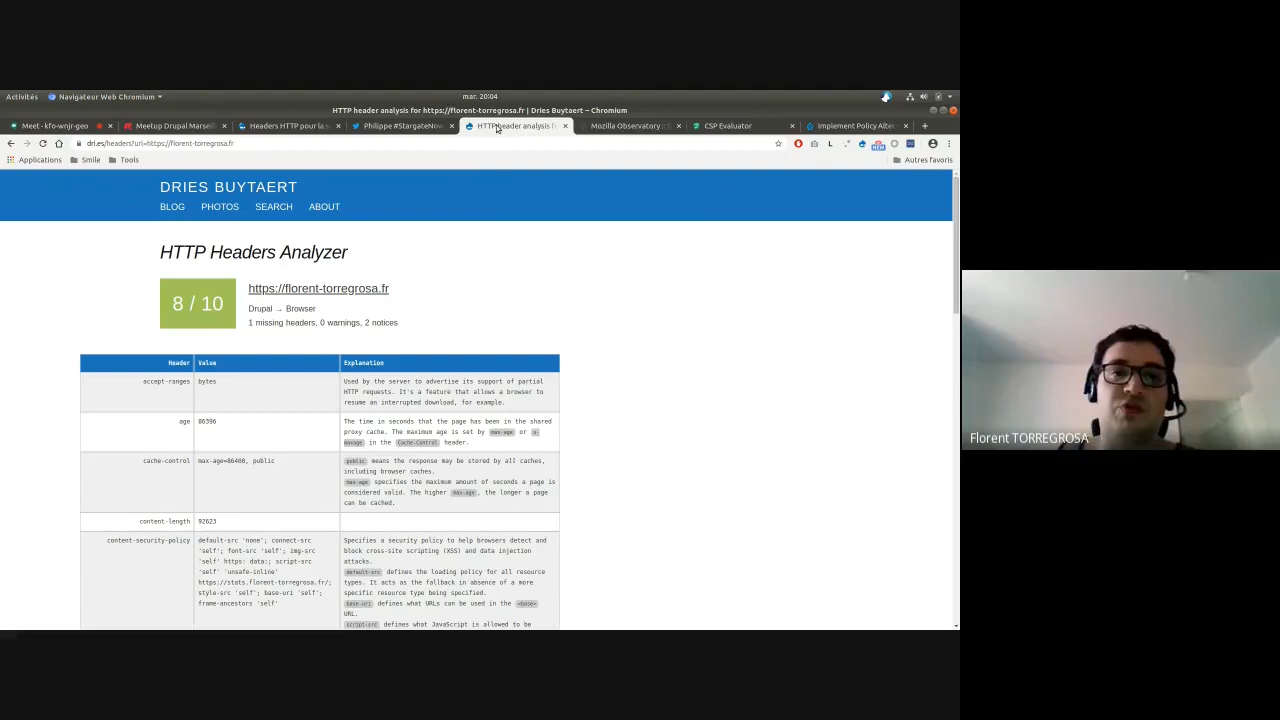 Activités
Navigateur Web Chromium
mar. 20:04
HTTP header analysis for https://florent-torregrosa.fr | Dries Buytaert – Chromium
Meet - kfo-wnjr-geo
Meetup Drupal Marsei
Headers HTTP pour la s
Philippe #StargateNow
HTTP header analysis f
Mozilla Observatory :: S
CSP Evaluator
Implement Policy Alter
dri.es/headers?url=https://florent-torregrosa.fr
Applications
Smile
Tools
Autres favoris
DRIES BUYTAERT
BLOG PHOTOS SEARCH ABOUT
HTTP Headers Analyzer
8 / 10
https://florent-torregrosa.fr
Drupal → Browser
1 missing headers, 0 warnings, 2 notices
Header Value Explanation
accept-ranges
bytes
Used by the server to advertise its support of partial
HTTP requests. It's a feature that allows a browser to
resume an interrupted download, for example.
age
86396
The time in seconds that the page has been in the shared
proxy cache. The maximum age is set by max-age or s-
maxage in the Cache-Control header.
cache-control
max-age=86400, public
public means the response may be stored by all caches,
including browser caches.
max-age specifies the maximum amount of seconds a page is
considered valid. The higher max-age, the longer a page
can be cached.
content-length
92623
content-security-policy
default-src 'none'; connect-src
'self'; font-src 'self'; img-src
'self' https: data:; script-src
'self' 'unsafe-inline'
https://stats.florent-torregrosa.fr/;
style-src 'self'; base-uri 'self';
frame-ancestors 'self'
Specifies a security policy to help browsers detect and
block cross-site scripting (XSS) and data injection
attacks.
default-src defines the loading policy for all resource
types. It acts as the fallback in absence of a more
specific resource type being specified.
base-uri defines what URLs can be used in the <base>
URL.
script-src defines what JavaScript is allowed to be
Florent TORREGROSA